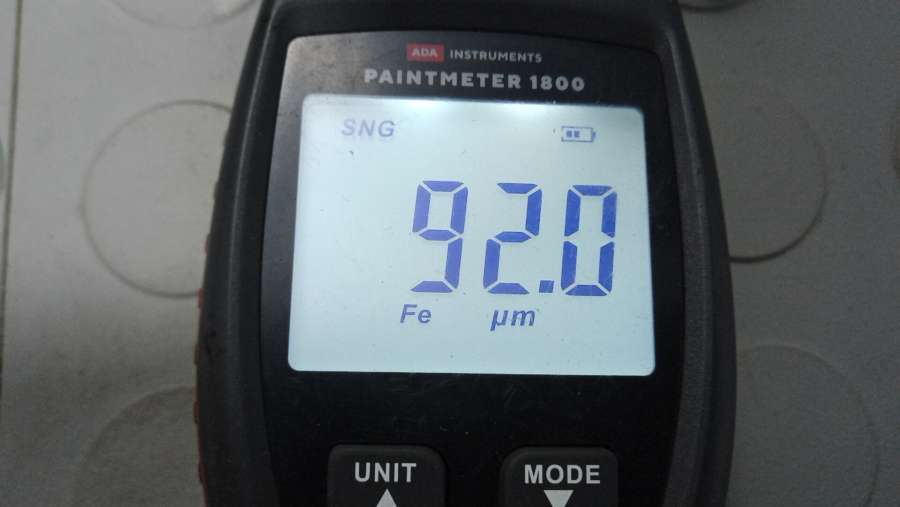 ADA INSTRUMENTS
PAINTMETER 1800
SNG
92.0
Fe µm
UNIT MODE